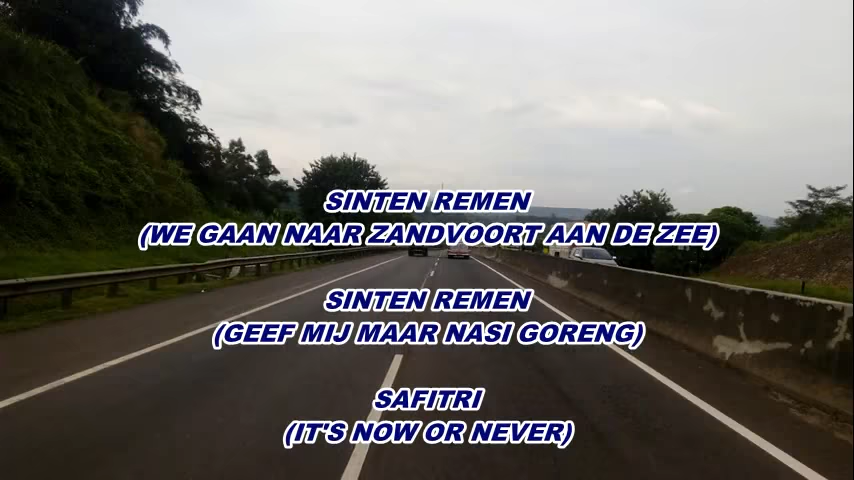 SINTEN REMEN
(WE GAAN NAAR ZANDVOORT AAN DE ZEE)
SINTEN REMEN
(GEEF MIJ MAAR NASI GORENG)
SAFITRI
(IT'S NOW OR NEVER)